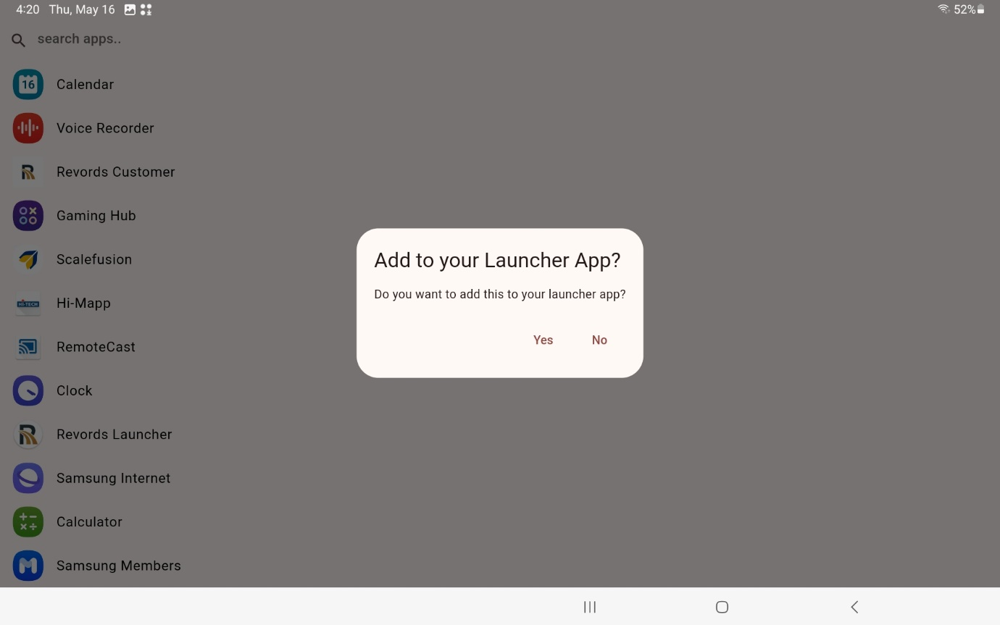 4:20 Thu, May 16 52%
search apps..
16
Calendar
Voice Recorder
Revords Customer
Gaming Hub
Scalefusion
HI-TECH
Hi-Mapp
RemoteCast
Clock
Revords Launcher
Samsung Internet
Calculator
Samsung Members
Add to your Launcher App?
Do you want to add this to your launcher app?
Yes No